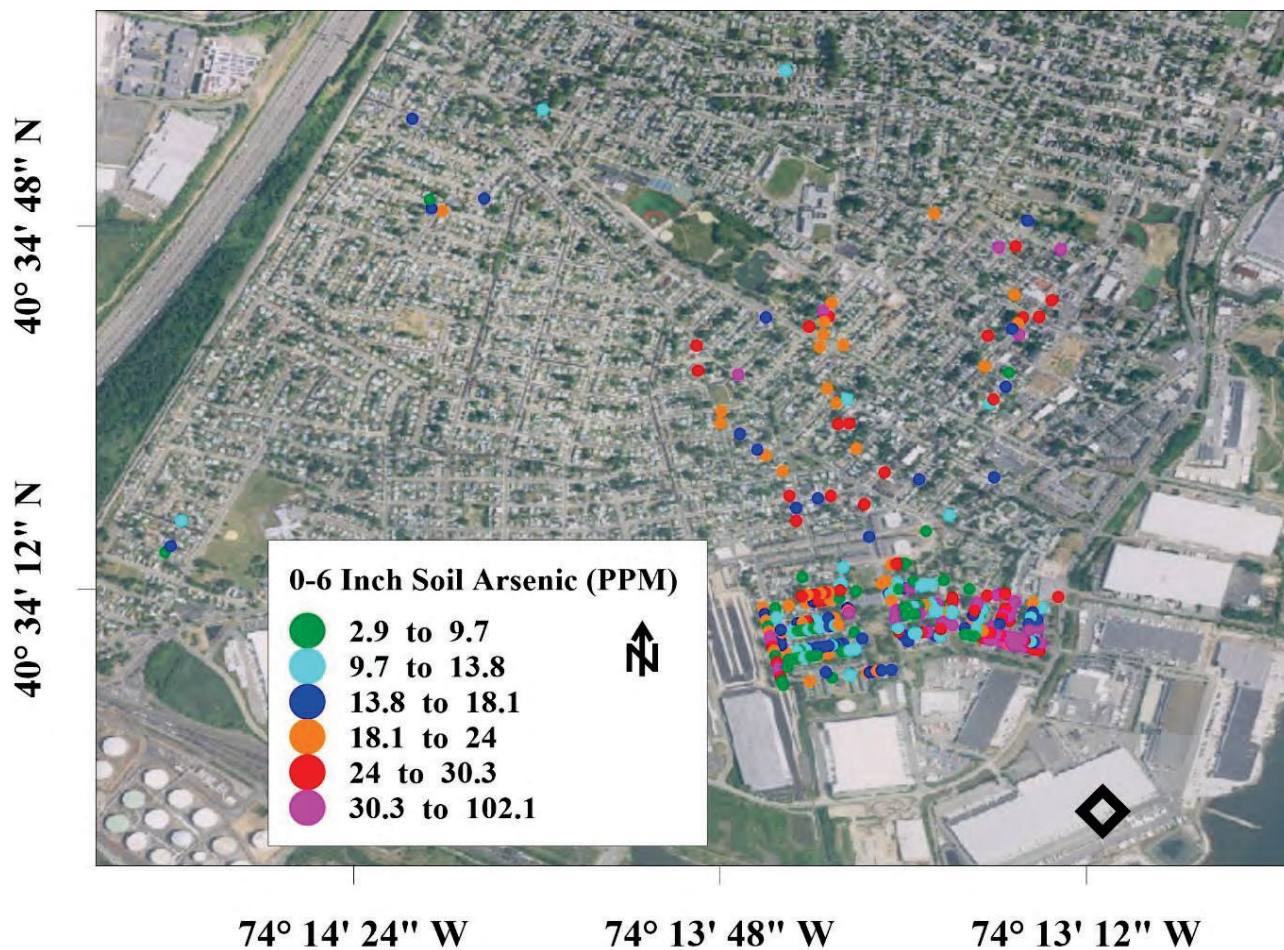 40° 34' 48" N
40° 34' 12" N
0-6 Inch Soil Arsenic (PPM)
2.9 to 9.7
9.7 to 13.8
13.8 to 18.1
18.1 to 24
24 to 30.3
30.3 to 102.1
N
74° 14' 24" W
74° 13' 48" W
74° 13' 12" W